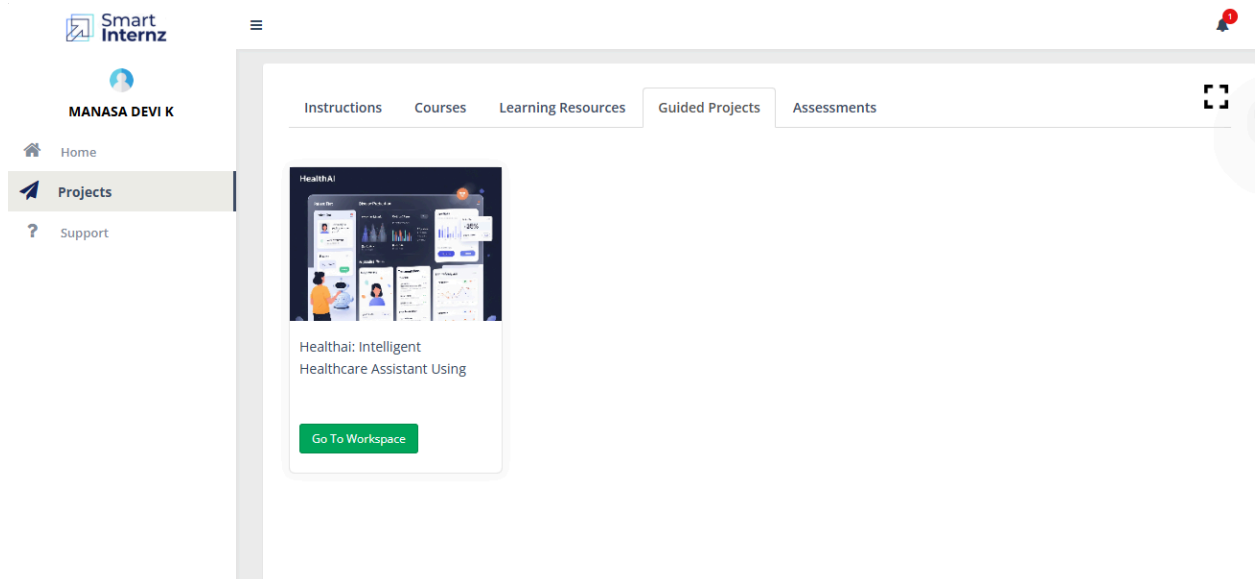 Smart
Internz
1
MANASA DEVI K
Home
Projects
? Support
Instructions Courses Learning Resources Guided Projects Assessments
HealthAI
Healthai: Intelligent
Healthcare Assistant Using
Go To Workspace